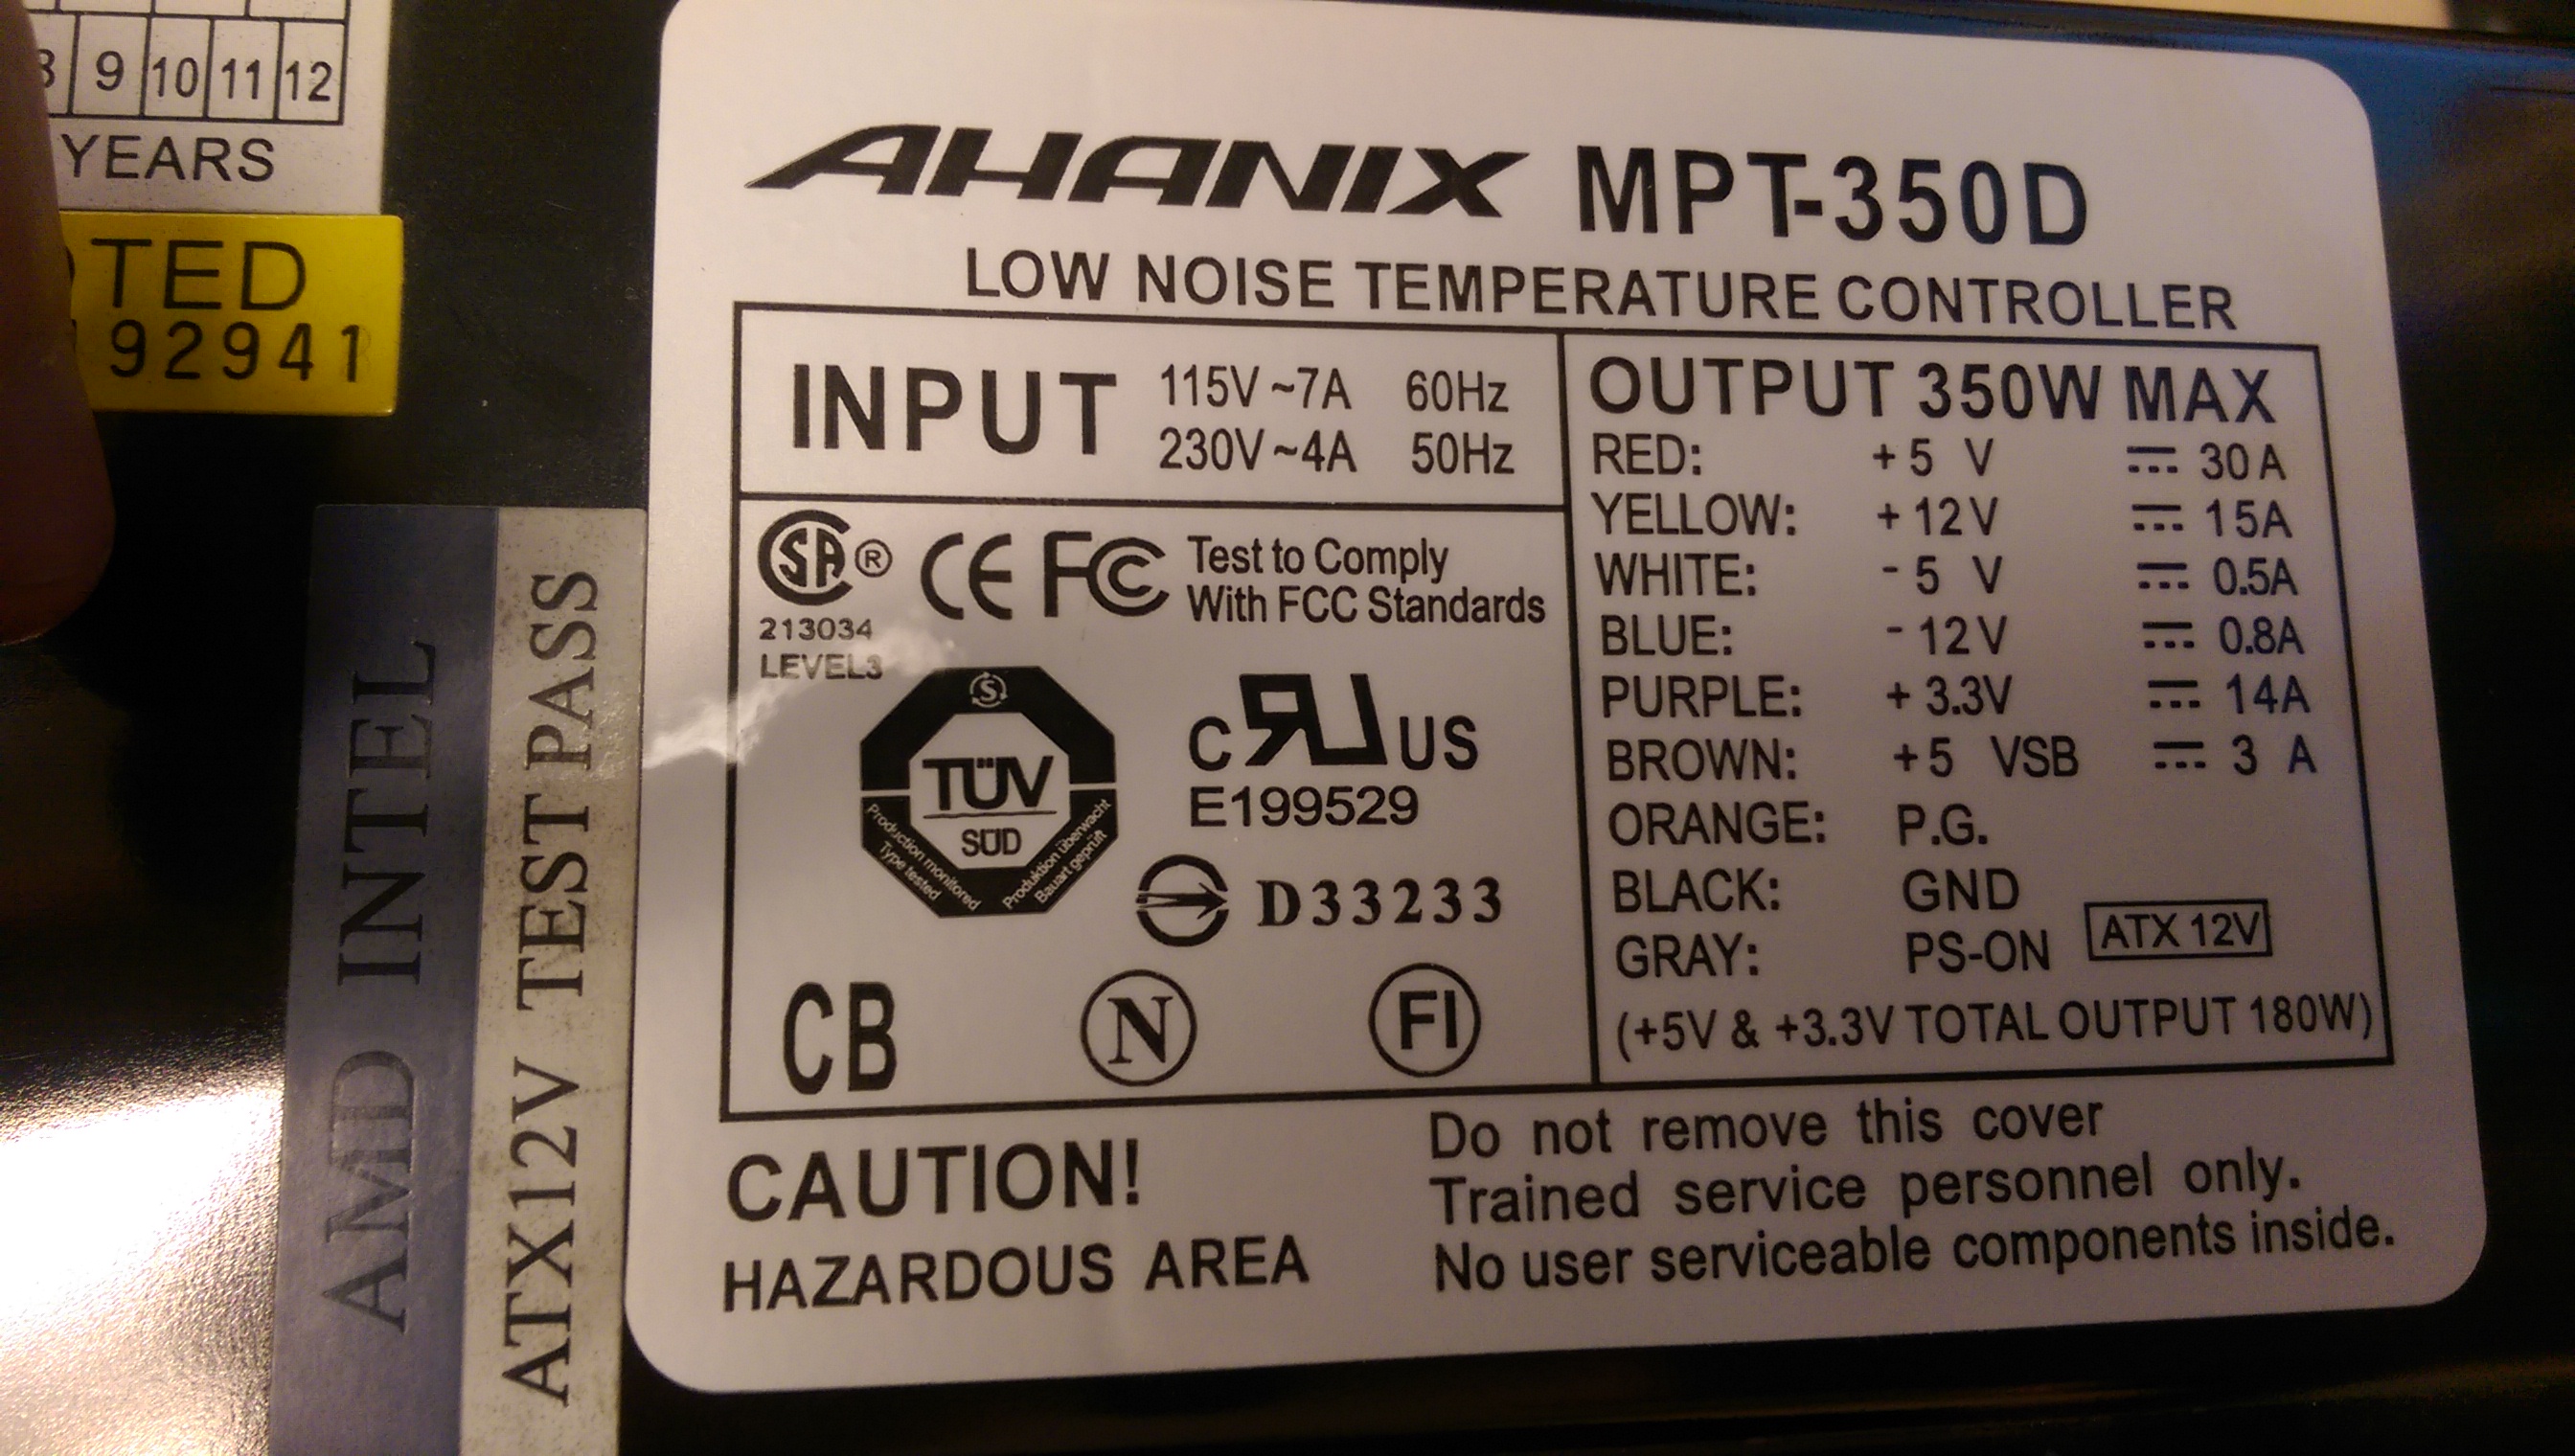 9 10 11 12
YEARS
TED
92941
AMD INTEL
ATX12V TEST PASS
AHANIX MPT-350D
LOW NOISE TEMPERATURE CONTROLLER
INPUT 115V ~7A 60Hz
230V ~4A 50Hz
SA ® CE FC Test to Comply
With FCC Standards
213034
LEVEL3
S
TÜV
SÜD
Production monitored
Type tested
Produktion überwacht
Bauart geprüft
C RU US
E199529
D33233
CB N FI
OUTPUT 350W MAX
RED: +5 V 30A
YELLOW: +12V 15A
WHITE: -5 V 0.5A
BLUE: -12V 0.8A
PURPLE: +3.3V 14A
BROWN: +5 VSB 3 A
ORANGE: P.G.
BLACK: GND
GRAY: PS-ON ATX 12V
(+5V & +3.3V TOTAL OUTPUT 180W)
CAUTION!
HAZARDOUS AREA
Do not remove this cover
Trained service personnel only.
No user serviceable components inside.